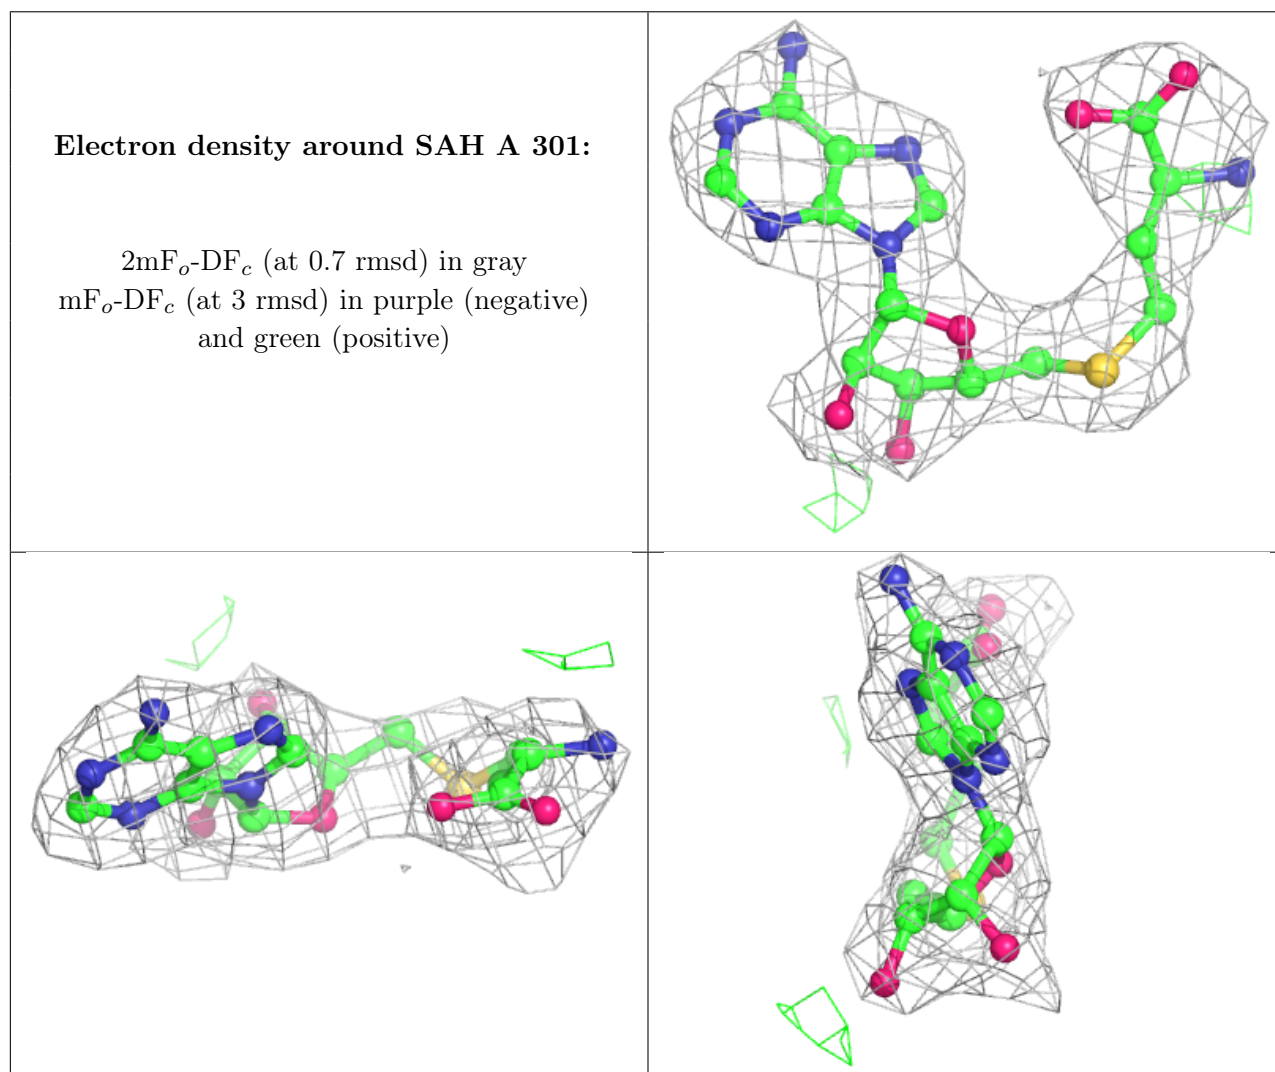 Electron density around SAH A 301:
2mFo-DFc (at 0.7 rmsd) in gray
mFo-DFc (at 3 rmsd) in purple (negative)
and green (positive)